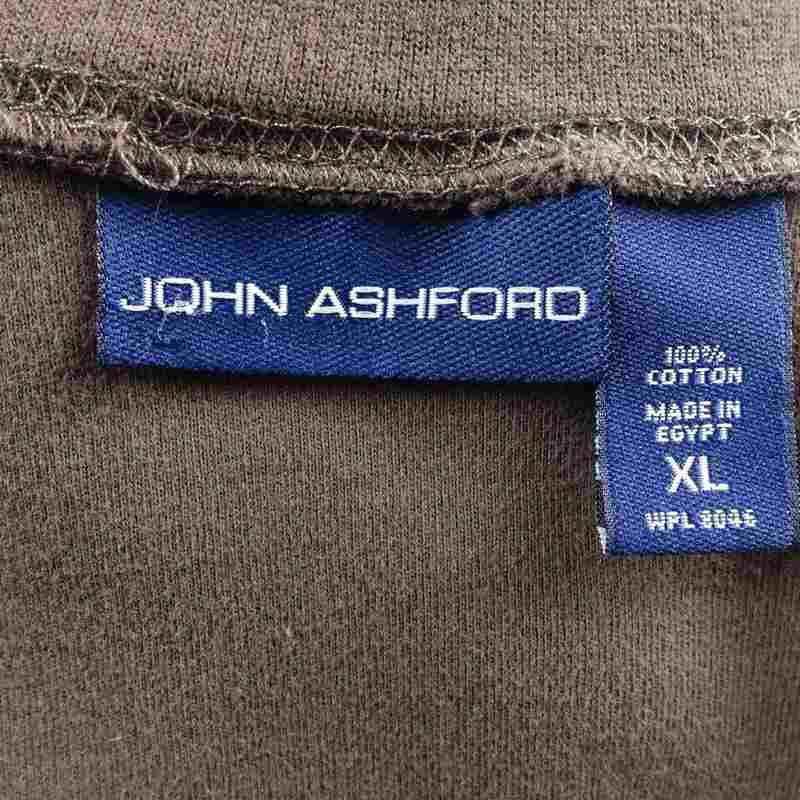 JOHN ASHFORD
100%
COTTON
MADE IN
EGYPT
XL
WPL 8046